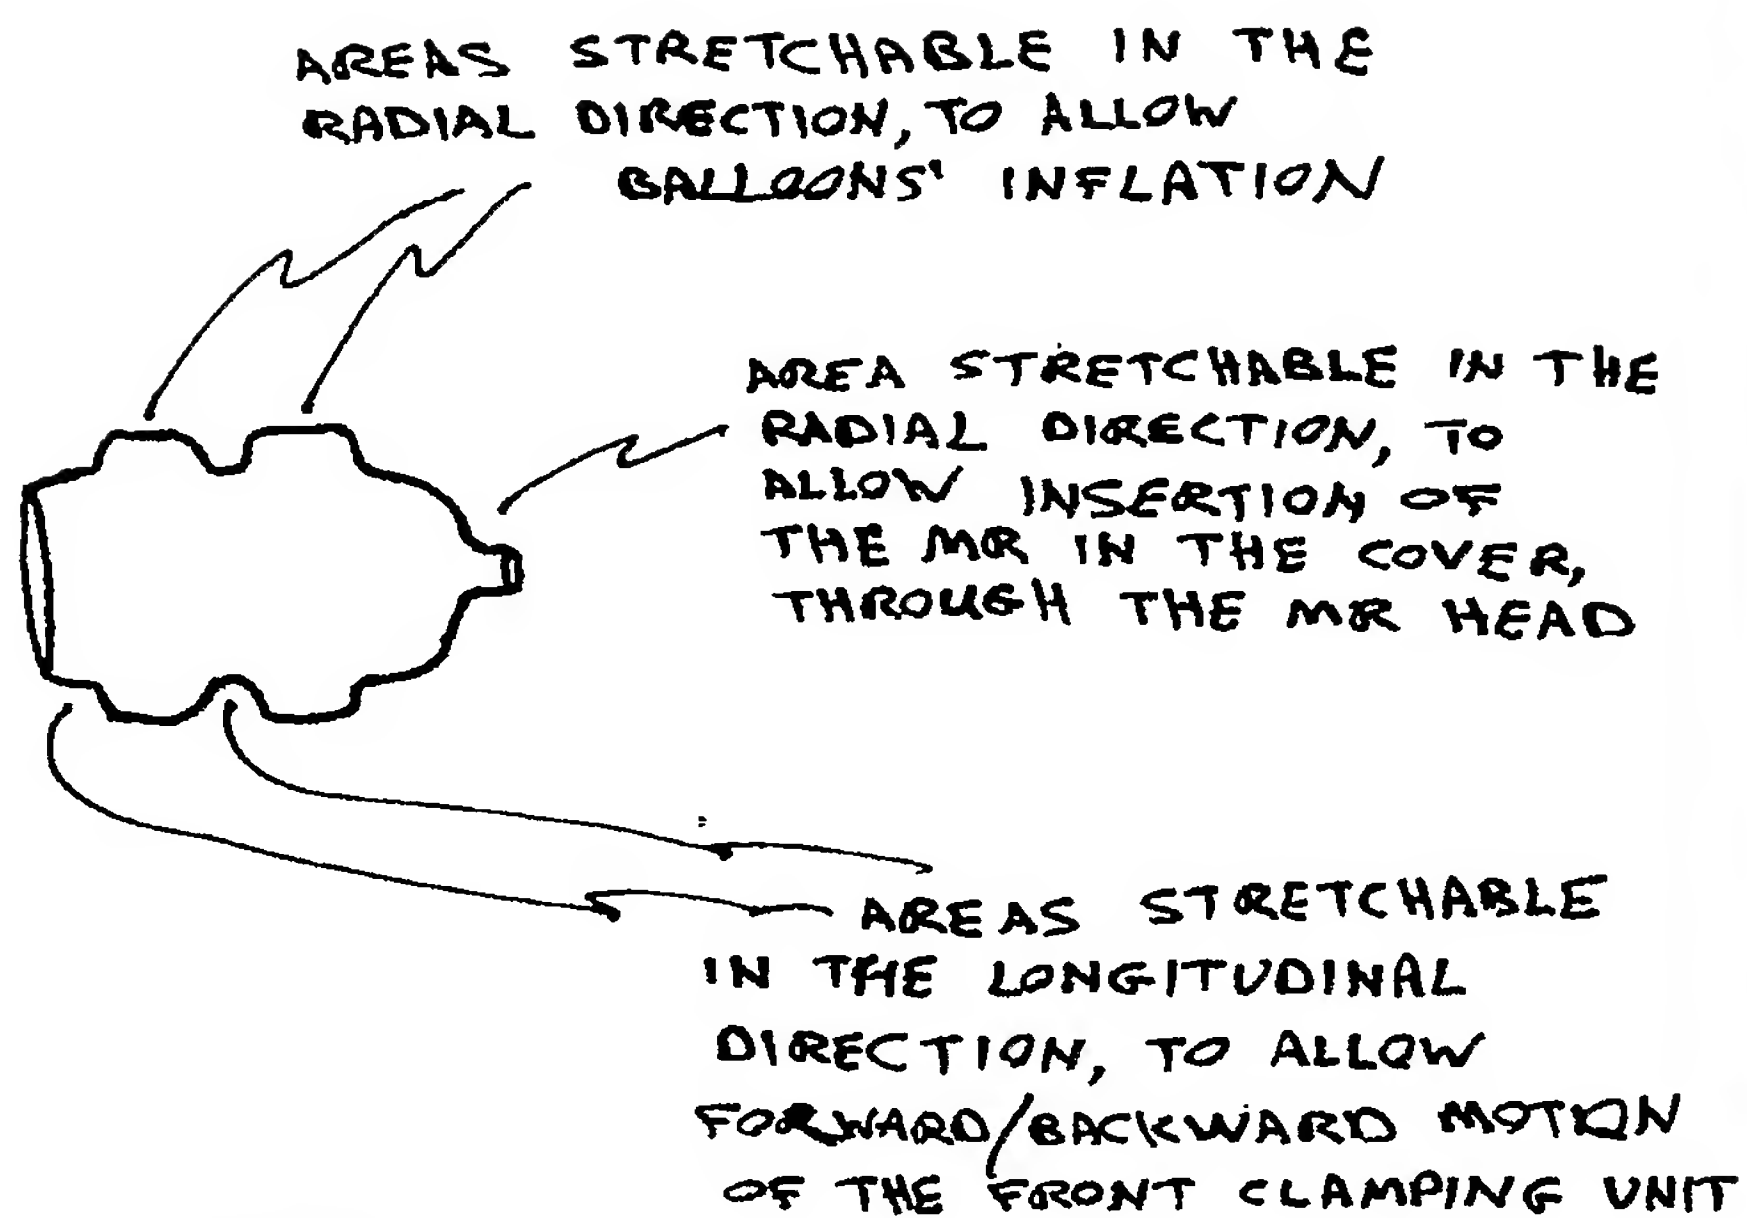 AREAS STRETCHABLE IN THE
RADIAL DIRECTION, TO ALLOW
BALLOONS' INFLATION
AREA STRETCHABLE IN THE
RADIAL DIRECTION, TO
ALLOW INSERTION OF
THE MR IN THE COVER,
THROUGH THE MR HEAD
AREAS STRETCHABLE
IN THE LONGITUDINAL
DIRECTION, TO ALLOW
FORWARD/BACKWARD MOTION
OF THE FRONT CLAMPING UNIT